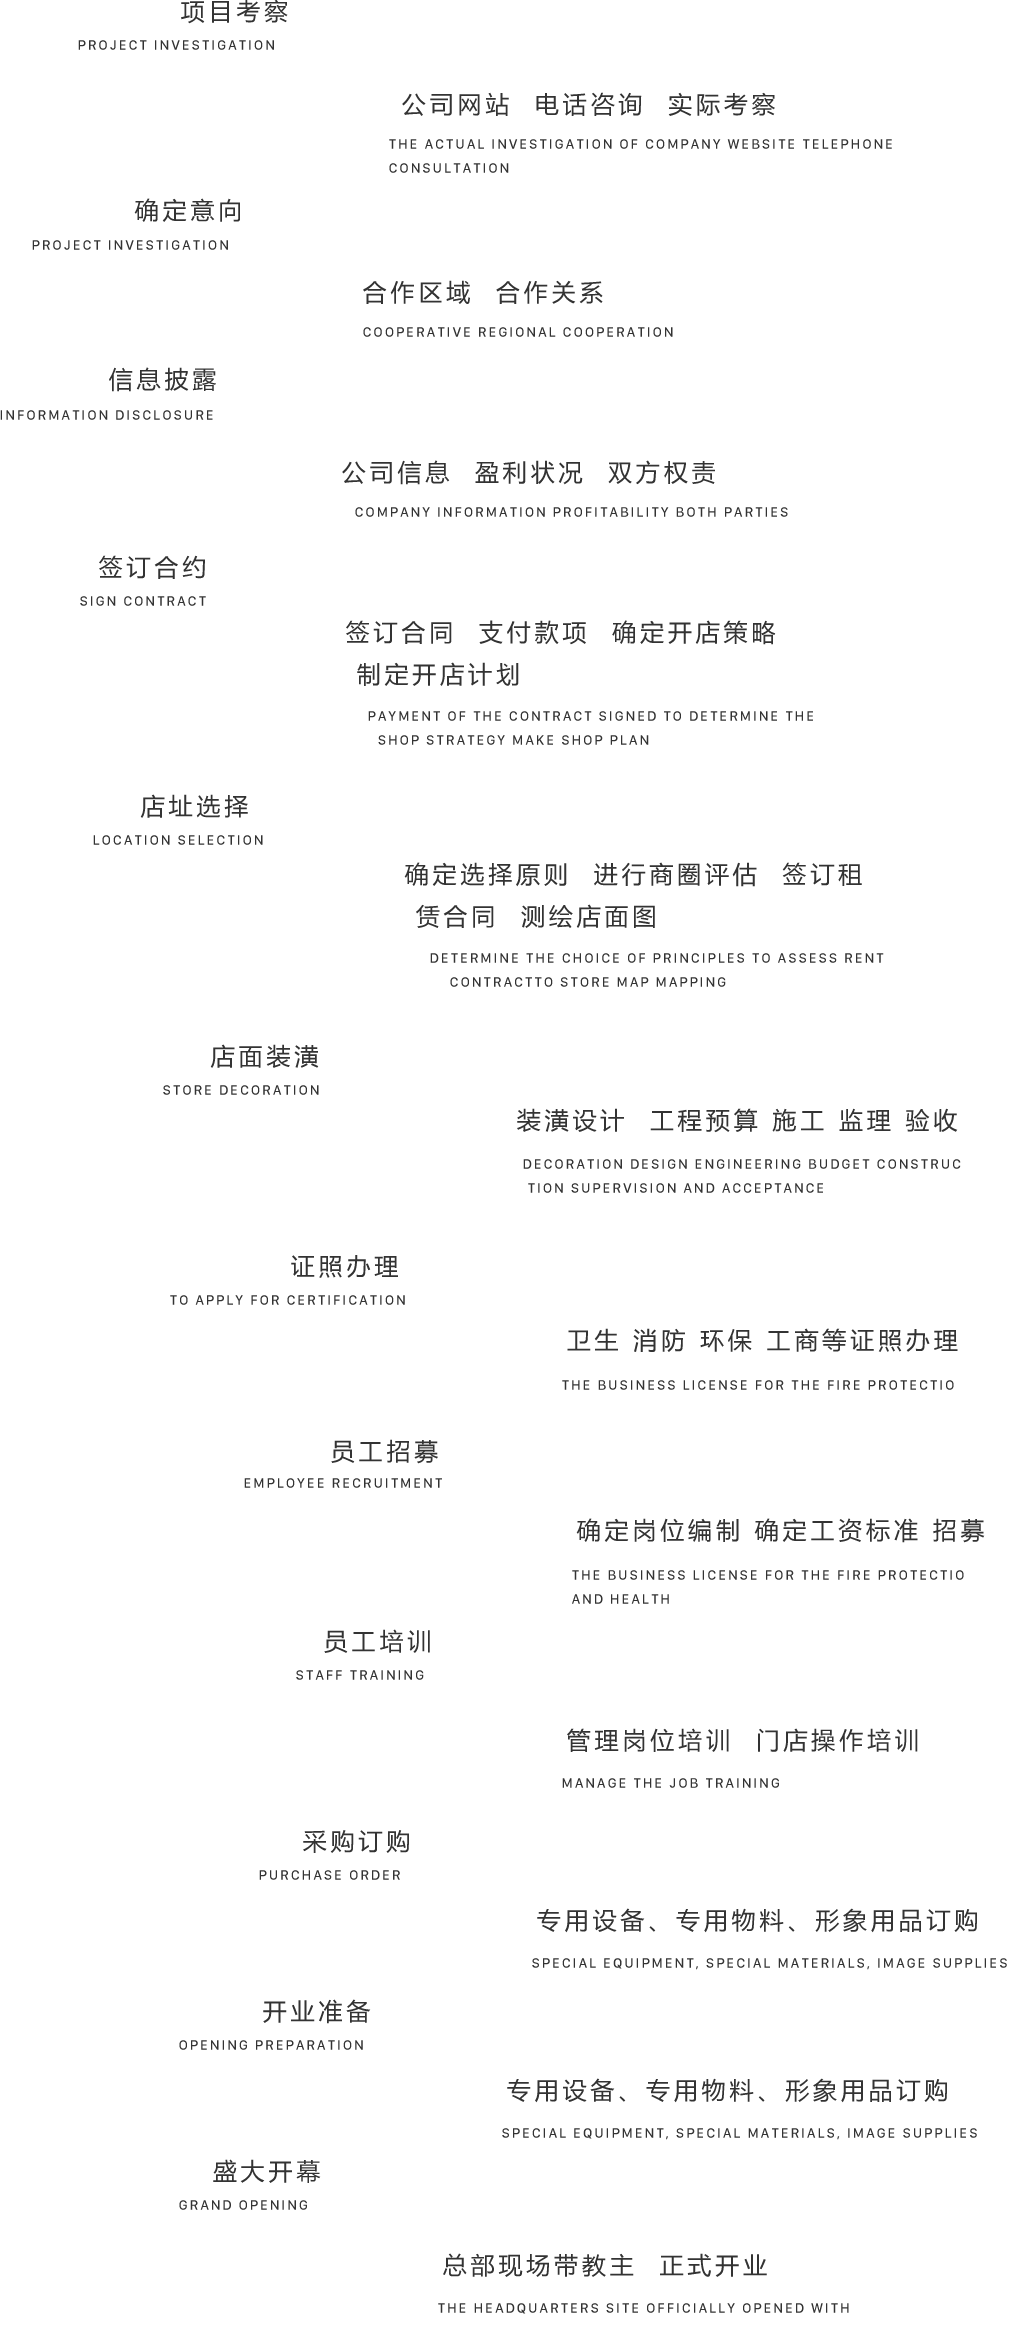 项目考察
PROJECT INVESTIGATION
公司网站 电话咨询 实际考察
THE ACTUAL INVESTIGATION OF COMPANY WEBSITE TELEPHONE
CONSULTATION
确定意向
PROJECT INVESTIGATION
合作区域 合作关系
COOPERATIVE REGIONAL COOPERATION
信息披露
INFORMATION DISCLOSURE
公司信息 盈利状况 双方权责
COMPANY INFORMATION PROFITABILITY BOTH PARTIES
签订合约
SIGN CONTRACT
签订合同 支付款项 确定开店策略
制定开店计划
PAYMENT OF THE CONTRACT SIGNED TO DETERMINE THE
SHOP STRATEGY MAKE SHOP PLAN
店址选择
LOCATION SELECTION
确定选择原则 进行商圈评估 签订租
赁合同 测绘店面图
DETERMINE THE CHOICE OF PRINCIPLES TO ASSESS RENT
CONTRACTTO STORE MAP MAPPING
店面装潢
STORE DECORATION
装潢设计 工程预算 施工 监理 验收
DECORATION DESIGN ENGINEERING BUDGET CONSTRUC
TION SUPERVISION AND ACCEPTANCE
证照办理
TO APPLY FOR CERTIFICATION
卫生 消防 环保 工商等证照办理
THE BUSINESS LICENSE FOR THE FIRE PROTECTIO
员工招募
EMPLOYEE RECRUITMENT
确定岗位编制 确定工资标准 招募
THE BUSINESS LICENSE FOR THE FIRE PROTECTIO
AND HEALTH
员工培训
STAFF TRAINING
管理岗位培训 门店操作培训
MANAGE THE JOB TRAINING
采购订购
PURCHASE ORDER
专用设备、专用物料、形象用品订购
SPECIAL EQUIPMENT, SPECIAL MATERIALS, IMAGE SUPPLIES
开业准备
OPENING PREPARATION
专用设备、专用物料、形象用品订购
SPECIAL EQUIPMENT, SPECIAL MATERIALS, IMAGE SUPPLIES
盛大开幕
GRAND OPENING
总部现场带教主 正式开业
THE HEADQUARTERS SITE OFFICIALLY OPENED WITH